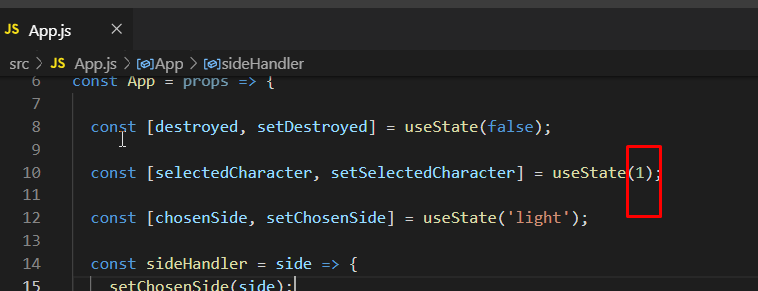 JS App.js ×
src > JS App.js > App > sideHandler
6 const App = props => {
7
8 const [destroyed, setDestroyed] = useState(false);
9
10 const [selectedCharacter, setSelectedCharacter] = useState(1);
11
12 const [chosenSide, setChosenSide] = useState('light');
13
14 const sideHandler = side => {
15 setChosenSide(side);